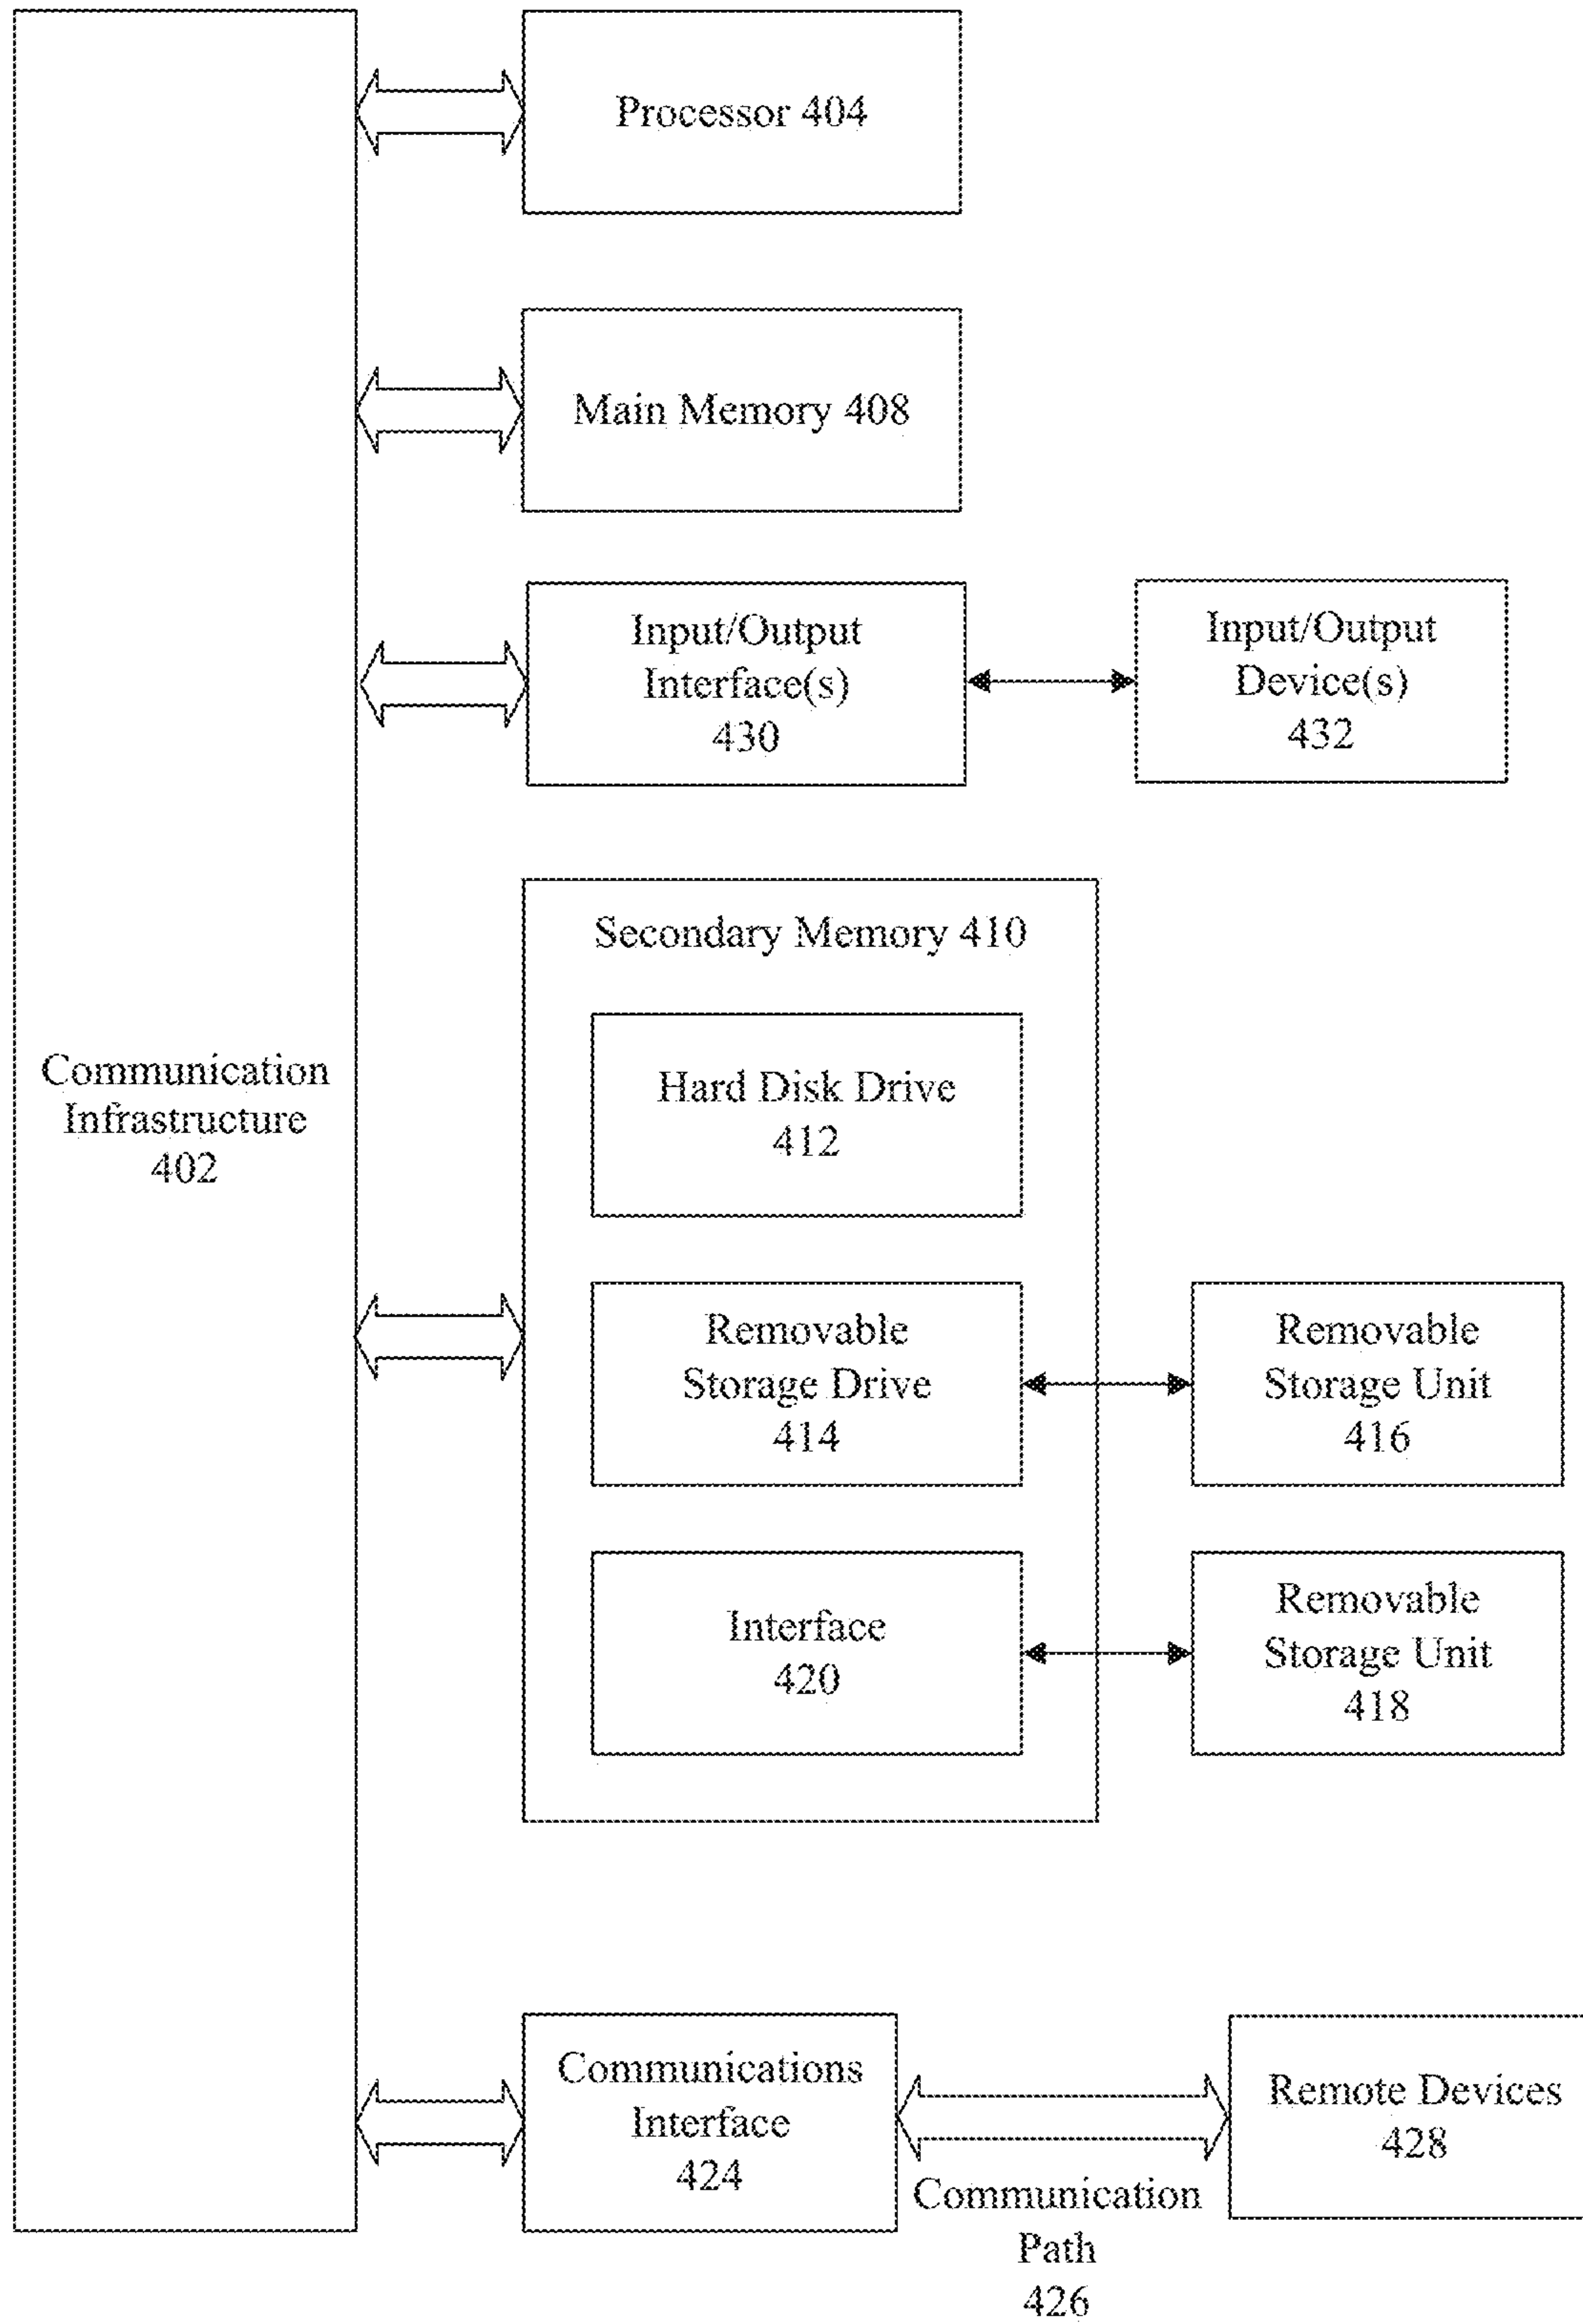 Processor 404
Main Memory 408
Input/Output
Interface(s)
430
Input/Output
Device(s)
432
Secondary Memory 410
Hard Disk Drive
412
Communication
Infrastructure
402
Removable
Storage Drive
414
Removable
Storage Unit
416
Interface
420
Removable
Storage Unit
418
Communications
Interface
424
Communication
Path
426
Remote Devices
428